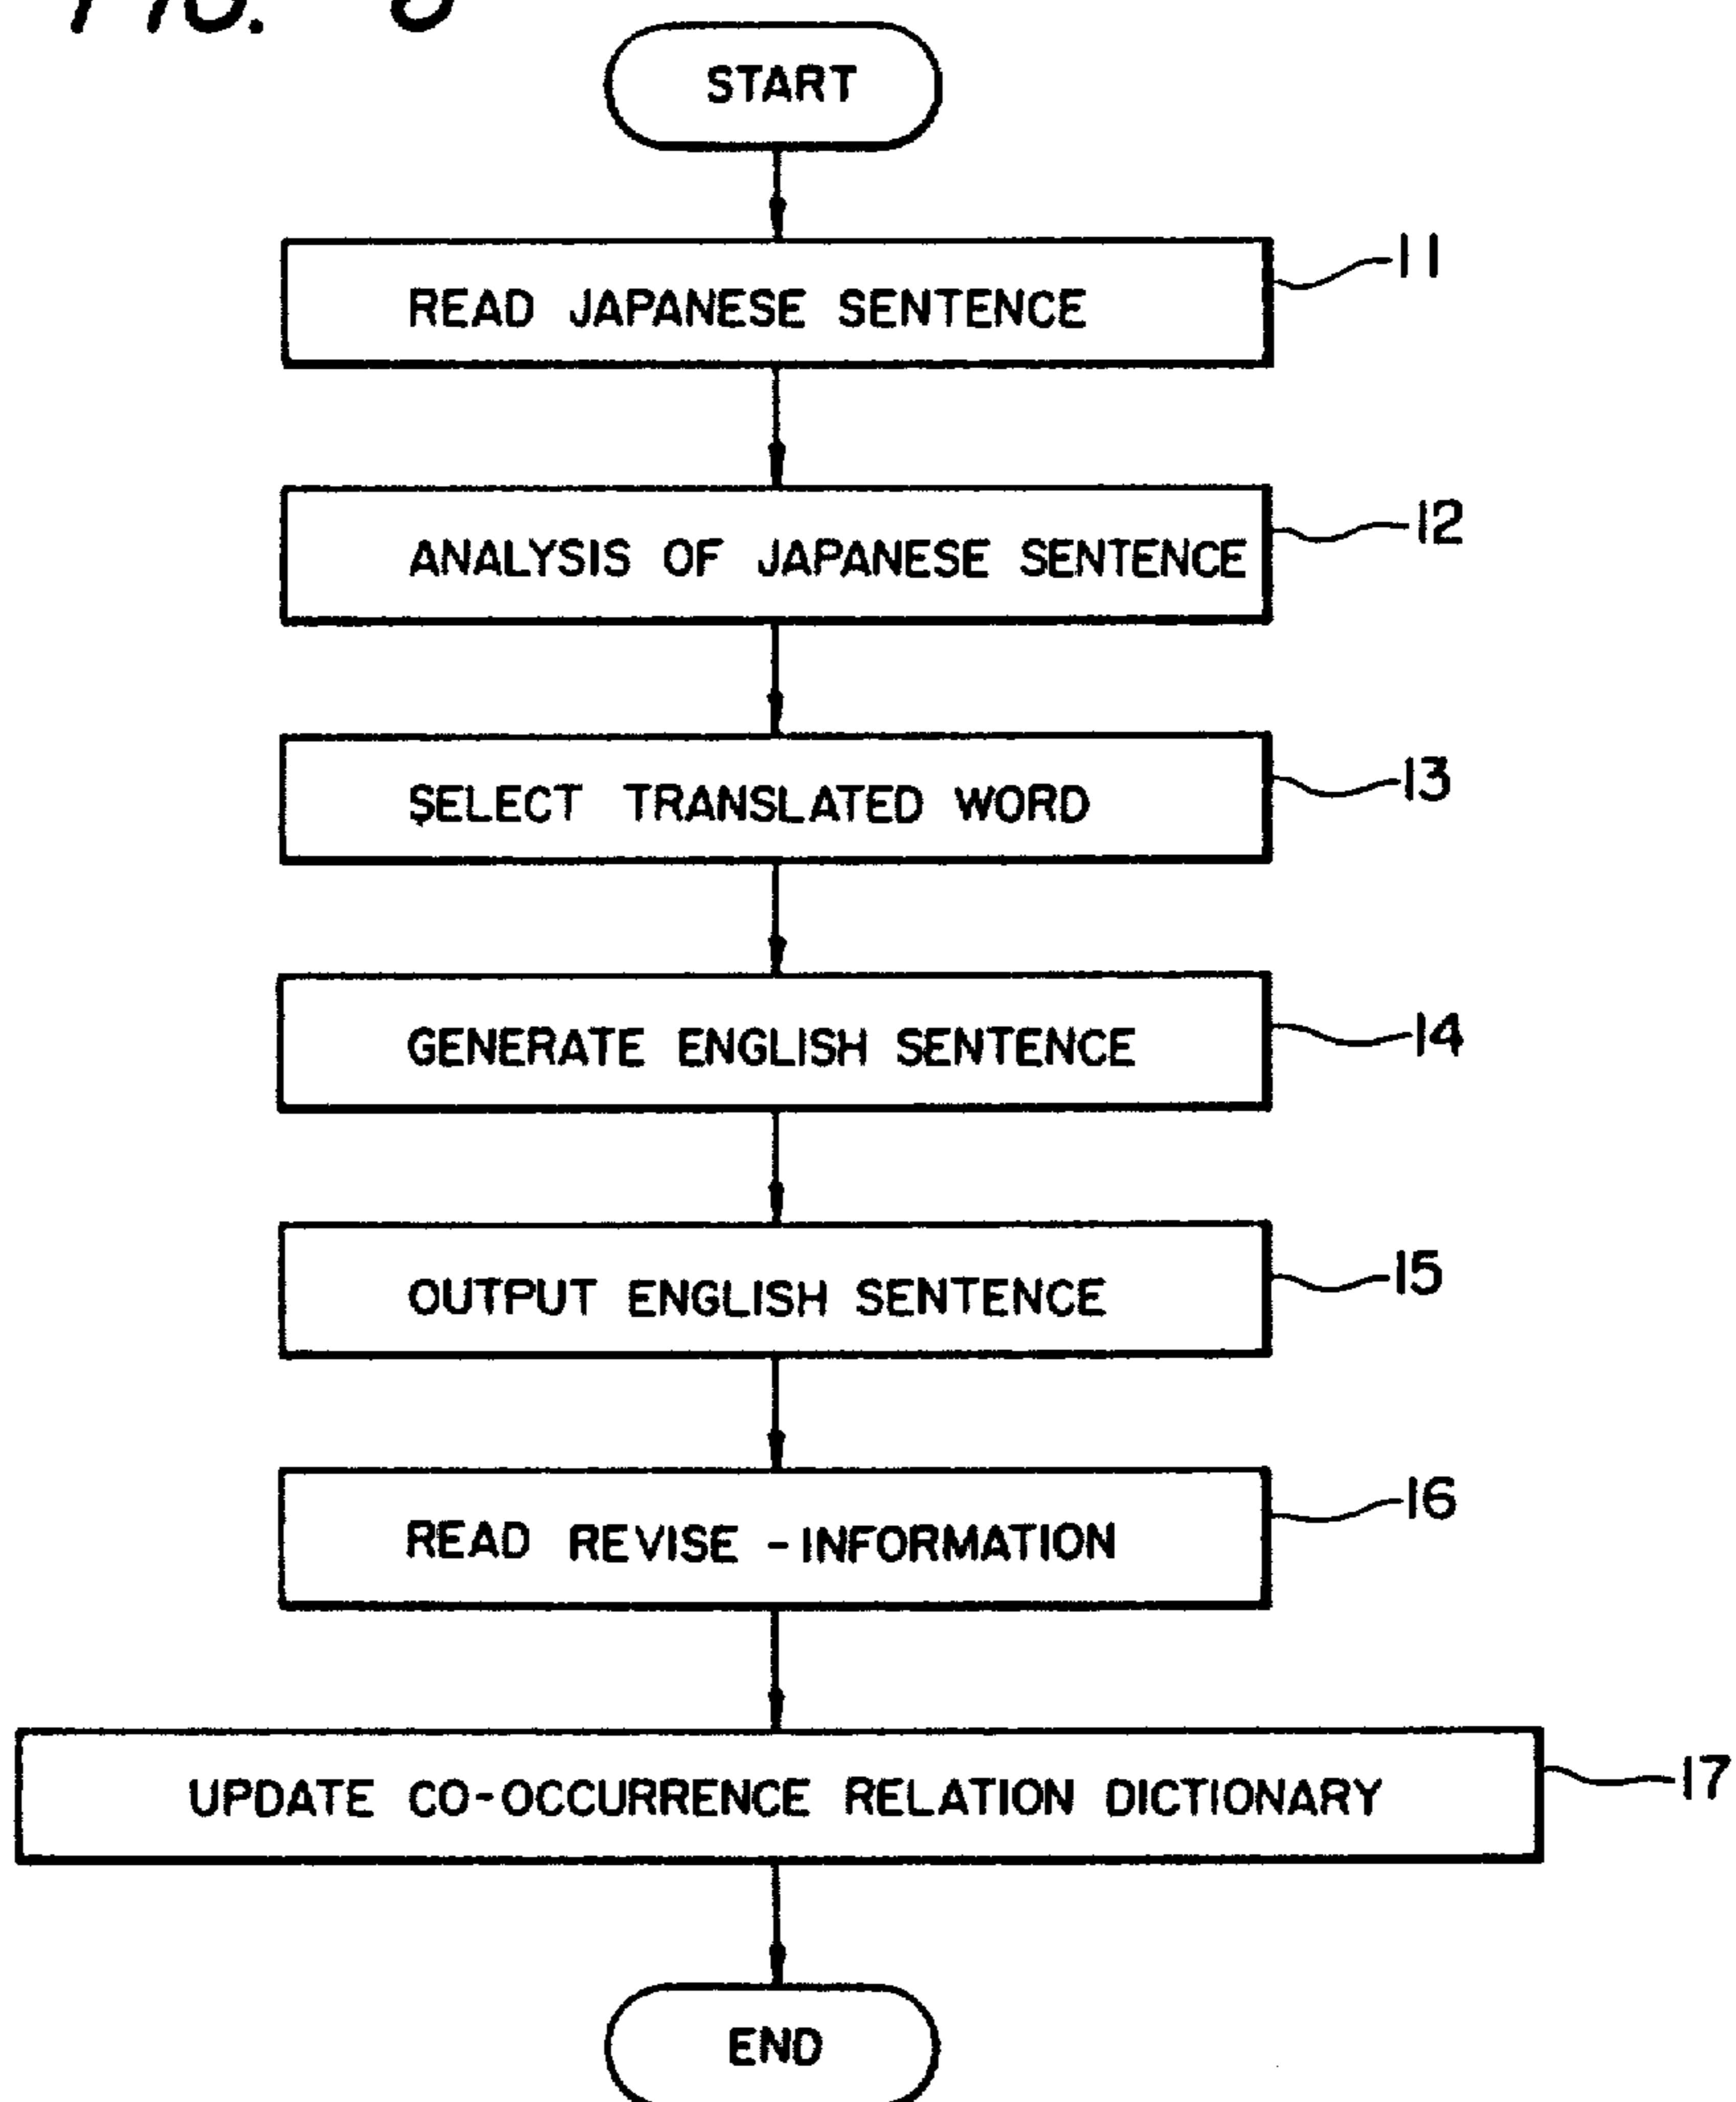 FIG.
START
READ JAPANESE SENTENCE
11
ANALYSIS OF JAPANESE SENTENCE
12
SELECT TRANSLATED WORD
13
GENERATE ENGLISH SENTENCE
14
OUTPUT ENGLISH SENTENCE
15
READ REVISE-INFORMATION
16
UPDATE CO-OCCURRENCE RELATION DICTIONARY
17
END